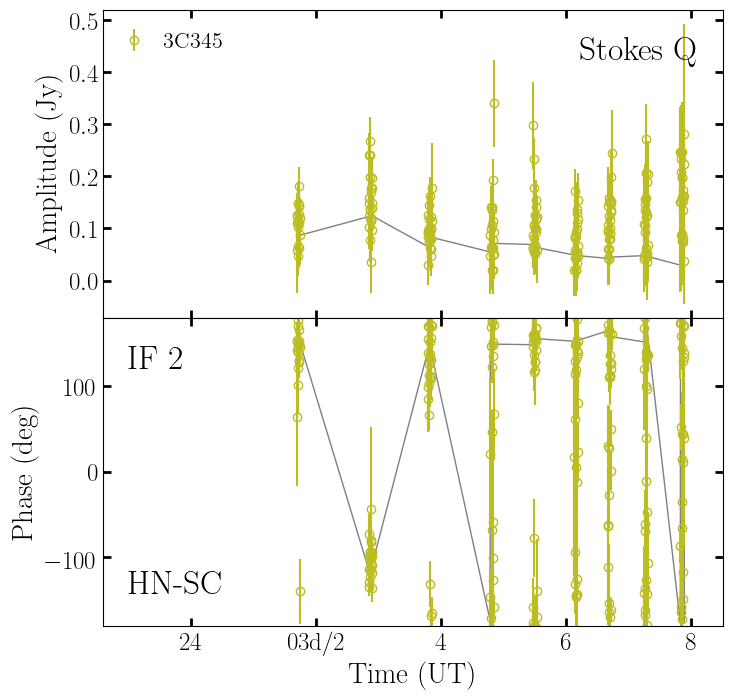 0.5
3C345
Stokes Q
0.4
0.3
0.2
0.1
0.0
Amplitude (Jy)
IF 2
100
0
−100
Phase (deg)
HN-SC
24
03d/2
4
6
8
Time (UT)